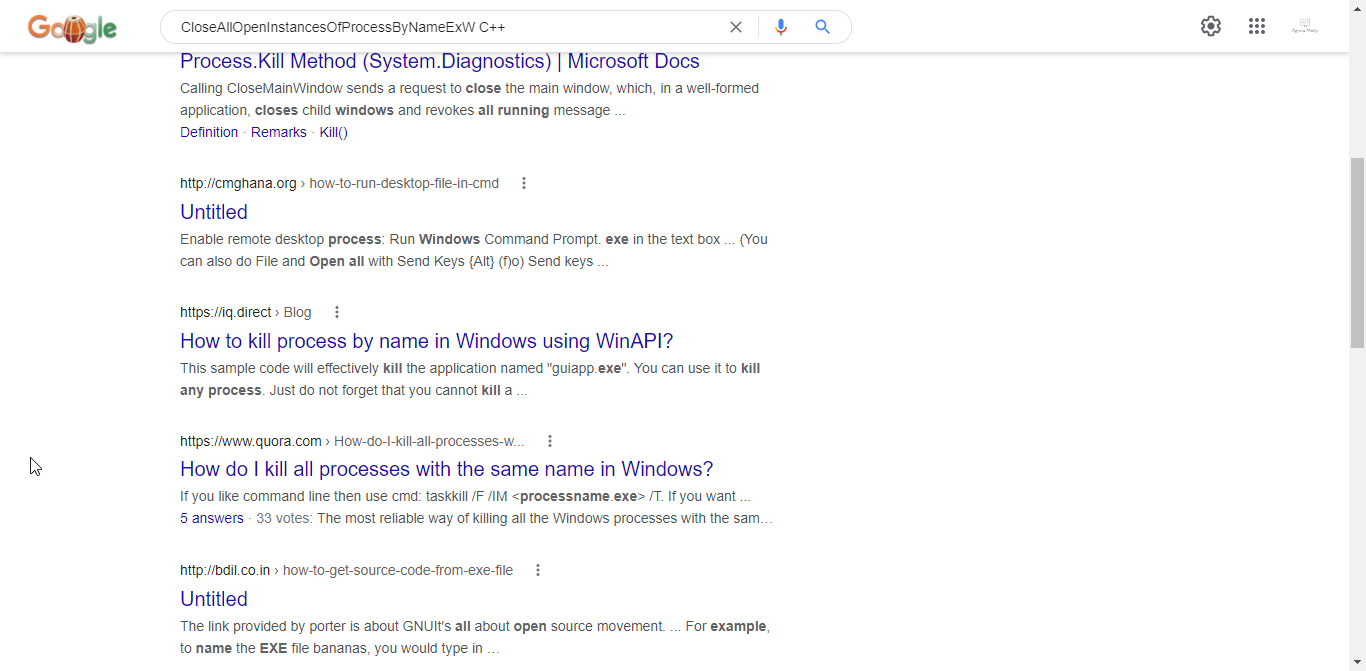 Google
CloseAllOpenInstancesOfProcessByNameExW C++
Process.Kill Method (System.Diagnostics) | Microsoft Docs
Calling CloseMainWindow sends a request to close the main window, which, in a well-formed
application, closes child windows and revokes all running message ...
Definition · Remarks · Kill()
http://cmghana.org › how-to-run-desktop-file-in-cmd
Untitled
Enable remote desktop process: Run Windows Command Prompt. exe in the text box ... (You
can also do File and Open all with Send Keys {Alt} (f)o) Send keys ...
https://iq.direct › Blog
How to kill process by name in Windows using WinAPI?
This sample code will effectively kill the application named "guiapp.exe". You can use it to kill
any process. Just do not forget that you cannot kill a ...
https://www.quora.com › How-do-I-kill-all-processes-w...
How do I kill all processes with the same name in Windows?
If you like command line then use cmd: taskkill /F /IM <processname.exe> /T. If you want ...
5 answers · 33 votes: The most reliable way of killing all the Windows processes with the sam…
http://bdil.co.in › how-to-get-source-code-from-exe-file
Untitled
The link provided by porter is about GNUIt's all about open source movement. ... For example,
to name the EXE file bananas, you would type in …